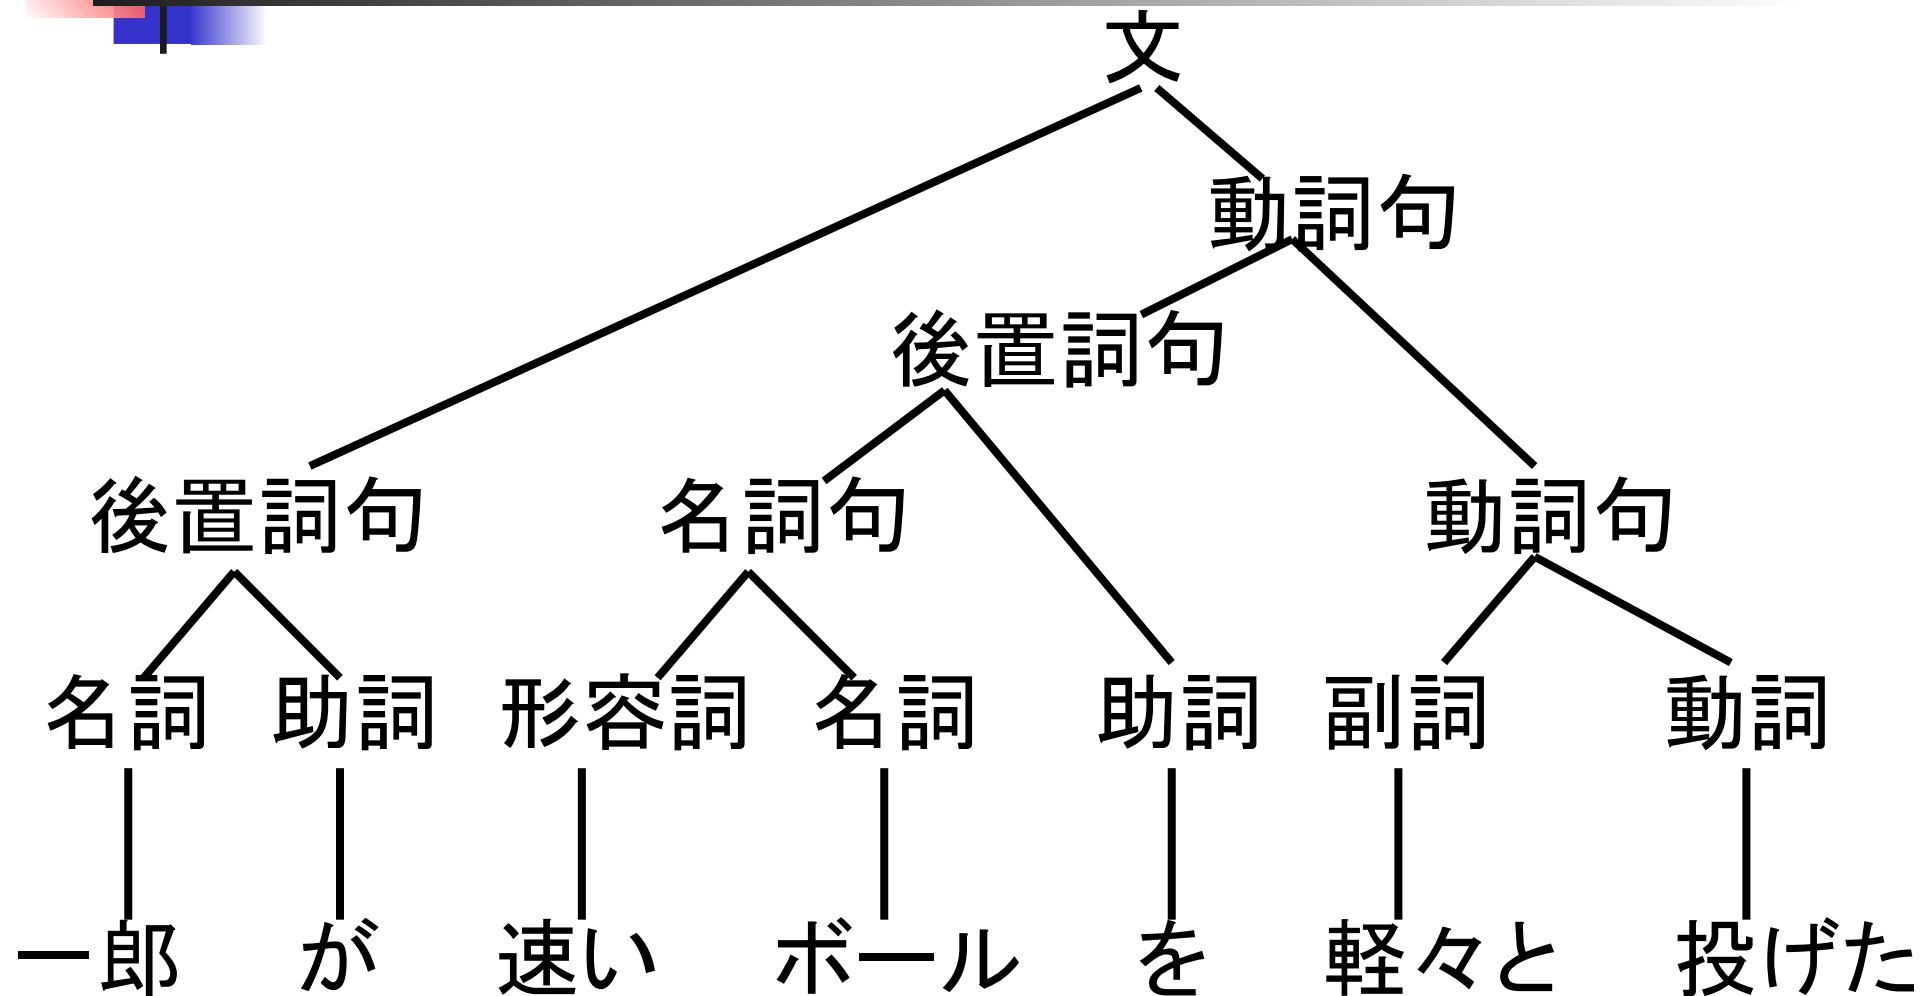 文
動詞句
後置詞句
後置詞句 名詞句 動詞句
名詞 助詞 形容詞 名詞 助詞 副詞 動詞
一郎 が 速い ボール を 軽々と 投げた